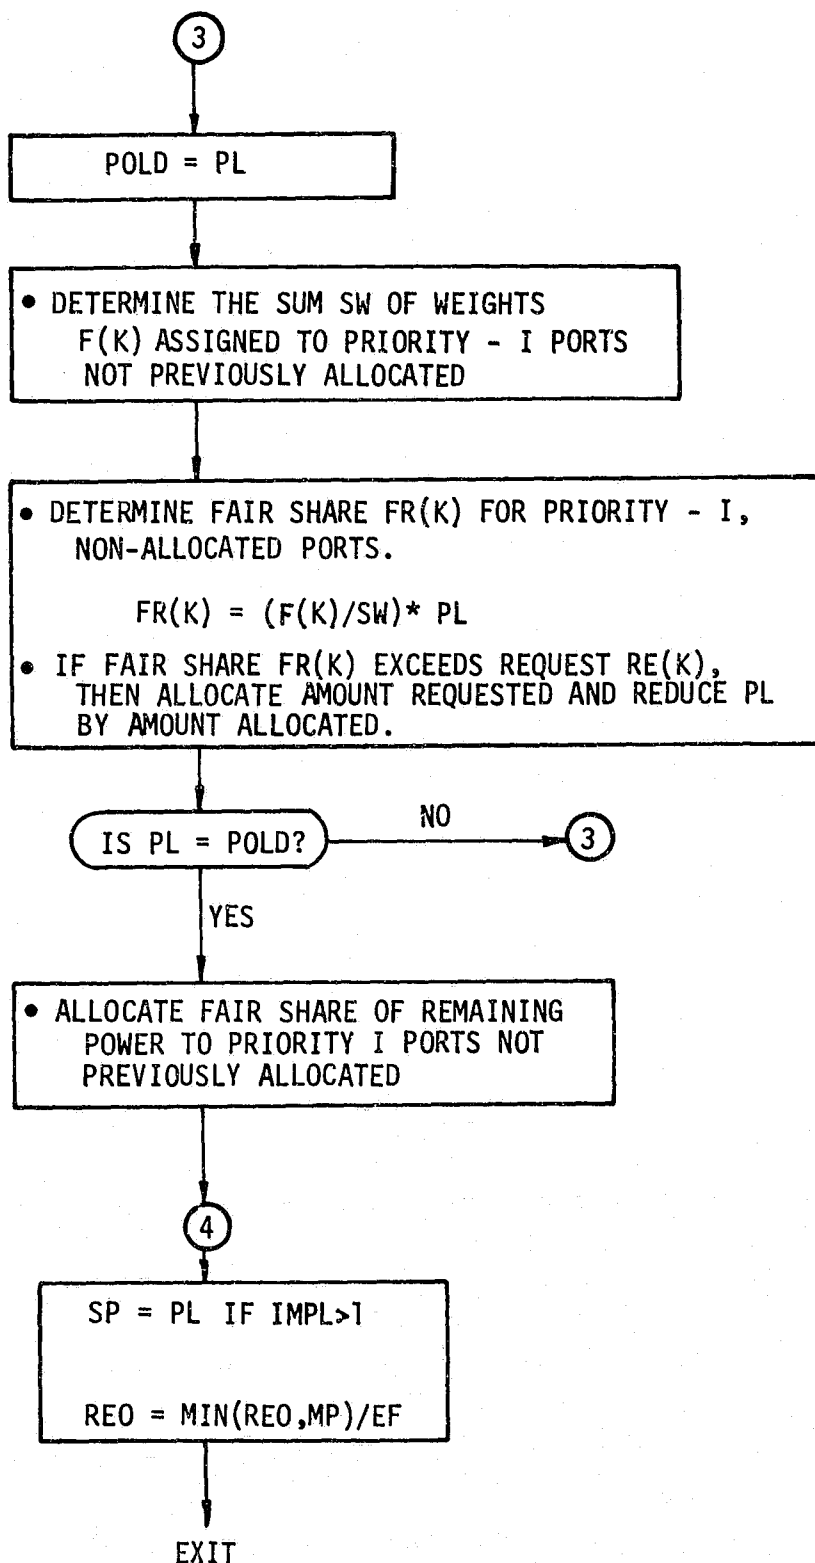 3
POLD = PL
• DETERMINE THE SUM SW OF WEIGHTS
F(K) ASSIGNED TO PRIORITY - I PORTS
NOT PREVIOUSLY ALLOCATED
• DETERMINE FAIR SHARE FR(K) FOR PRIORITY - I,
NON-ALLOCATED PORTS.
FR(K) = (F(K)/SW)* PL
• IF FAIR SHARE FR(K) EXCEEDS REQUEST RE(K),
THEN ALLOCATE AMOUNT REQUESTED AND REDUCE PL
BY AMOUNT ALLOCATED.
IS PL = POLD?
NO
3
YES
• ALLOCATE FAIR SHARE OF REMAINING
POWER TO PRIORITY I PORTS NOT
PREVIOUSLY ALLOCATED
4
SP = PL IF IMPL>1
REO = MIN(REO,MP)/EF
EXIT